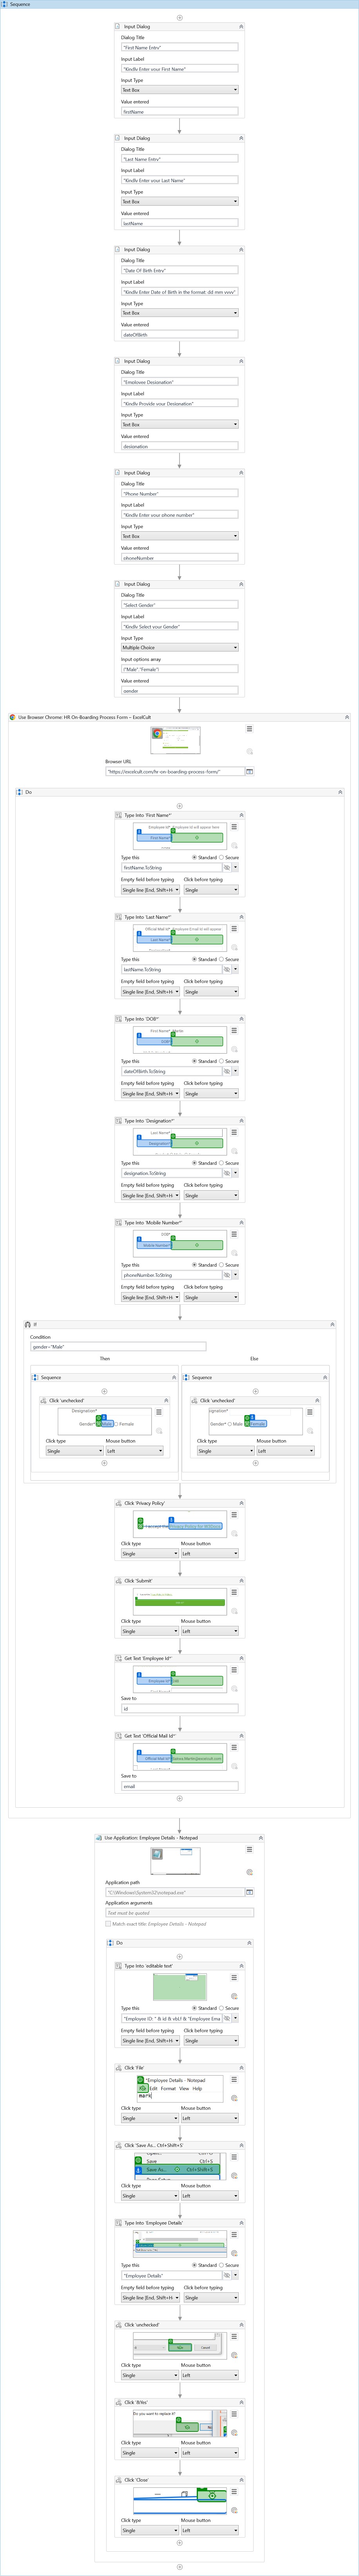 Sequence
Input Dialog
Dialog Title
"First Name Entry"
Input Label
"Kindly Enter your First Name"
Input Type
Text Box
Value entered
firstName
Input Dialog
Dialog Title
"Last Name Entry"
Input Label
"Kindly Enter your Last Name"
Input Type
Text Box
Value entered
lastName
Input Dialog
Dialog Title
"Date Of Birth Entry"
Input Label
"Kindly Enter Date of Birth in the format: dd mm yyyy"
Input Type
Text Box
Value entered
dateOfBirth
Input Dialog
Dialog Title
"Employee Designation"
Input Label
"Kindly Provide your Designation"
Input Type
Text Box
Value entered
designation
Input Dialog
Dialog Title
"Phone Number"
Input Label
"Kindly Enter your phone number"
Input Type
Text Box
Value entered
phoneNumber
Input Dialog
Dialog Title
"Select Gender"
Input Label
"Kindly Select your Gender"
Input Type
Multiple Choice
Input options array
{"Male","Female"}
Value entered
gender
Use Browser Chrome: HR On-Boarding Process Form – ExcelCult
Browser URL
"https://excelcult.com/hr-on-boarding-process-form/"
Do
Type Into 'First Name*'
Employee ID* Employee Id will appear here
First Name*
Type this Standard Secure
firstName.ToString
Empty field before typing Click before typing
Single line [End, Shift+H Single
Type Into 'Last Name*'
Official Mail Id* Employee Email Id will appear
Last Name*
Type this Standard Secure
lastName.ToString
Empty field before typing Click before typing
Single line [End, Shift+H Single
Type Into 'DOB*'
First Name*
DOB*
Type this Standard Secure
dateOfBirth.ToString
Empty field before typing Click before typing
Single line [End, Shift+H Single
Type Into 'Designation*'
Last Name*
Designation*
Type this Standard Secure
designation.ToString
Empty field before typing Click before typing
Single line [End, Shift+H Single
Type Into 'Mobile Number*'
DOB*
Mobile Number*
Type this Standard Secure
phoneNumber.ToString
Empty field before typing Click before typing
Single line [End, Shift+H Single
If
Condition
gender="Male"
Then Else
Sequence Sequence
Click 'unchecked' Click 'unchecked'
Designation*
Gender* Male Female Gender* Male Female
Click type Mouse button Click type Mouse button
Single Left Single Left
Click 'Privacy Policy'
Click type Mouse button
Single Left
Click 'Submit'
Click type Mouse button
Single Left
Get Text 'Employee Id*'
Employee Id*
Save to
id
Get Text 'Official Mail Id*'
Official Mail Id*
Save to
email
Use Application: Employee Details - Notepad
Application path
"C:\Windows\System32\notepad.exe"
Application arguments
Text must be quoted
Match exact title: Employee Details - Notepad
Do
Type Into 'editable text'
Type this Standard Secure
"Employee ID: " & id & vbLf & "Employee Emai
Empty field before typing Click before typing
Single line [End, Shift+H Single
Click 'File'
*Employee Details - Notepad
Edit Format View Help
mark
Click type Mouse button
Single Left
Click 'Save As... Ctrl+Shift+S'
Save Ctrl+S
Save As... Ctrl+Shift+S
Click type Mouse button
Single Left
Type Into 'Employee Details'
Type this Standard Secure
"Employee Details"
Empty field before typing Click before typing
Single line [End, Shift+H Single
Click 'unchecked'
Click type Mouse button
Single Left
Click '&Yes'
Do you want to replace it?
Click type Mouse button
Single Left
Click 'Close'
Click type Mouse button
Single Left